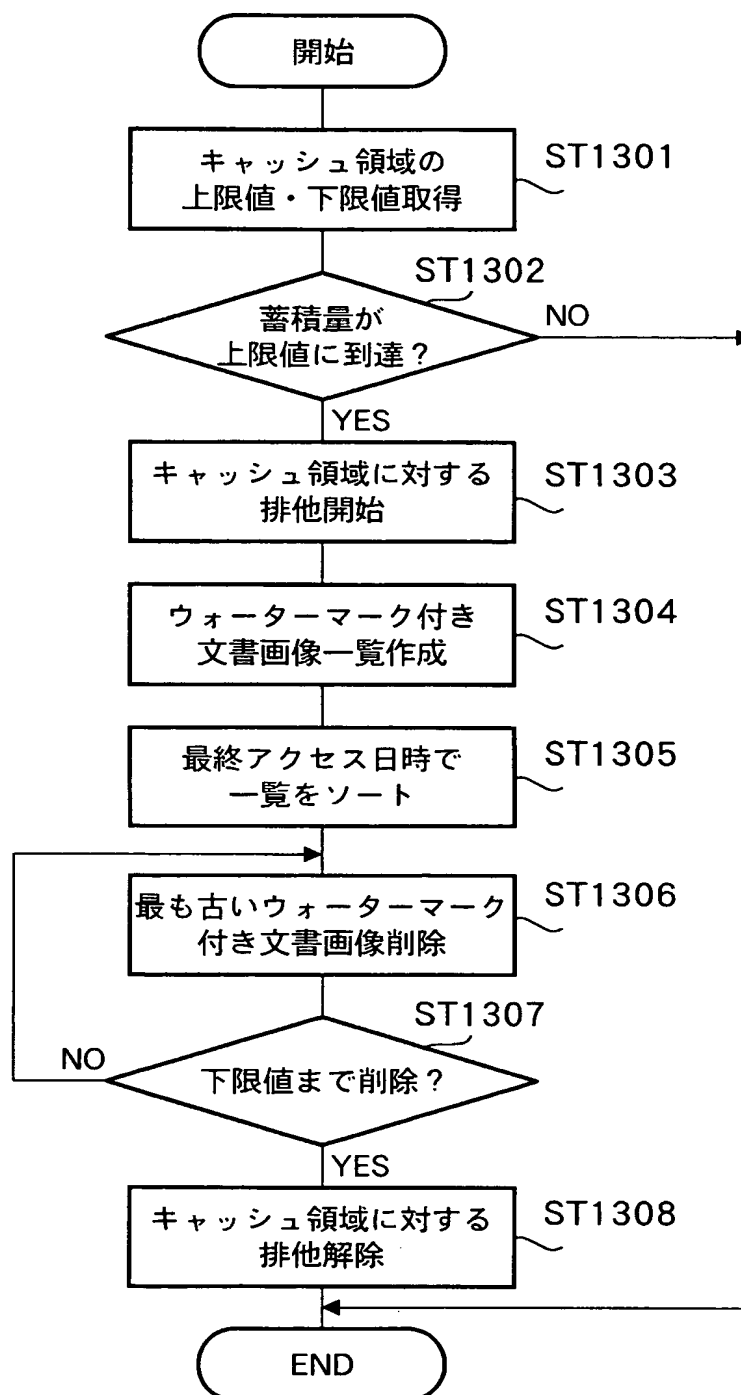 開始
キャッシュ領域の
上限値・下限値取得
ST1301
ST1302
蓄積量が
上限値に到達？
NO
YES
キャッシュ領域に対する
排他開始
ST1303
ウォーターマーク付き
文書画像一覧作成
ST1304
最終アクセス日時で
一覧をソート
ST1305
最も古いウォーターマーク
付き文書画像削除
ST1306
ST1307
NO
下限値まで削除？
YES
キャッシュ領域に対する
排他解除
ST1308
END